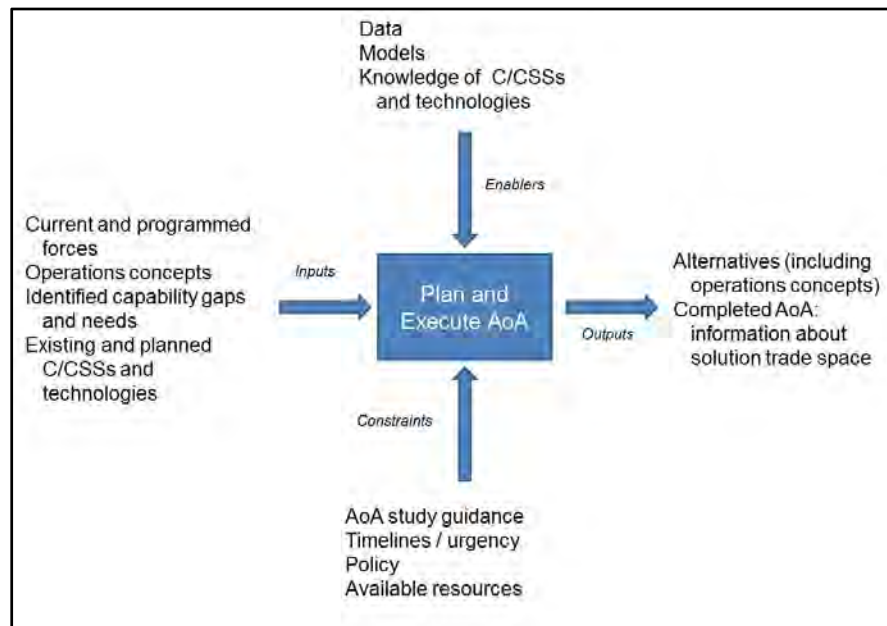 Data
Models
Knowledge of C/CSSs
and technologies
Enablers
Current and programmed
forces
Operations concepts
Identified capability gaps
and needs
Existing and planned
C/CSSs and
technologies
Inputs
Plan and
Execute AoA
Outputs
Alternatives (including
operations concepts)
Completed AoA:
information about
solution trade space
Constraints
AoA study guidance
Timelines / urgency
Policy
Available resources